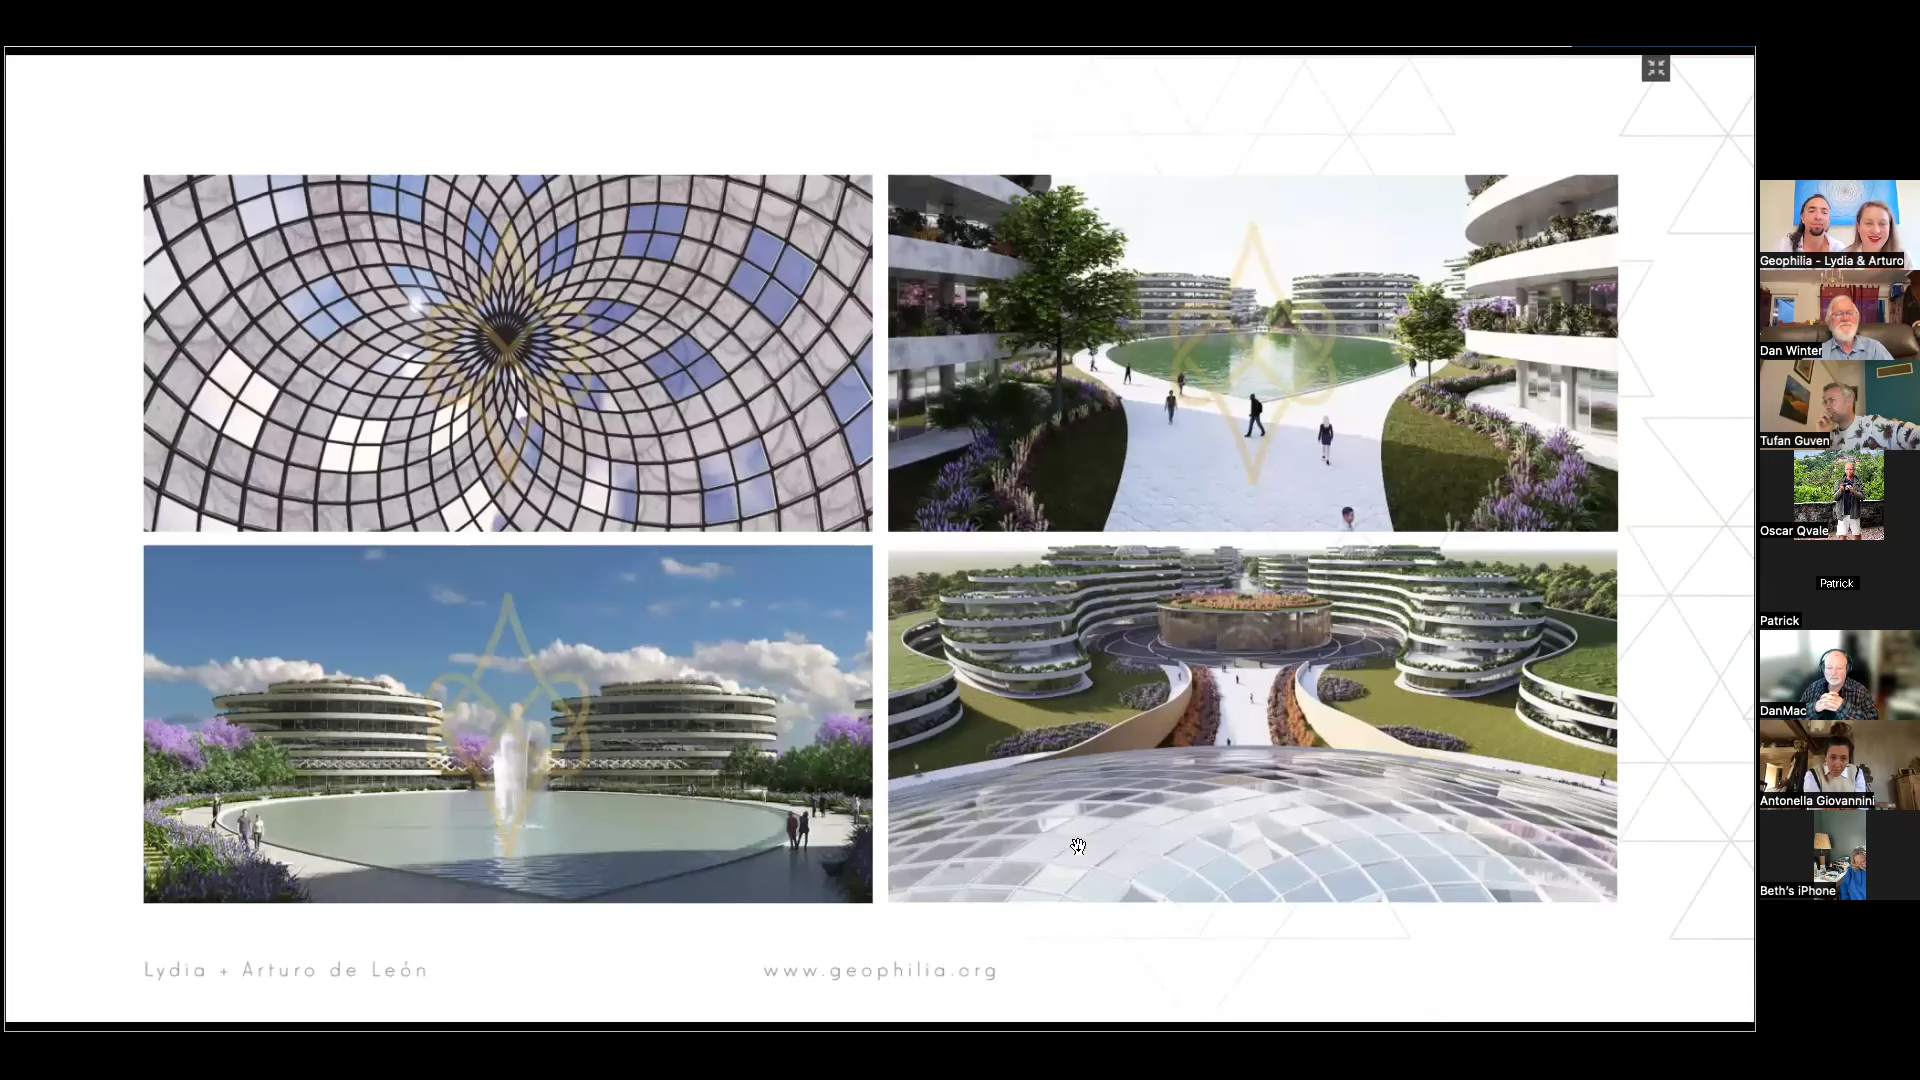 Lydia + Arturo de León
www.geophilia.org
Geophilia - Lydia & Arturo
Dan Winter
Tufan Guven
Oscar Qvale
Patrick
Patrick
DanMac
Antonella Giovannini
Beth's iPhone